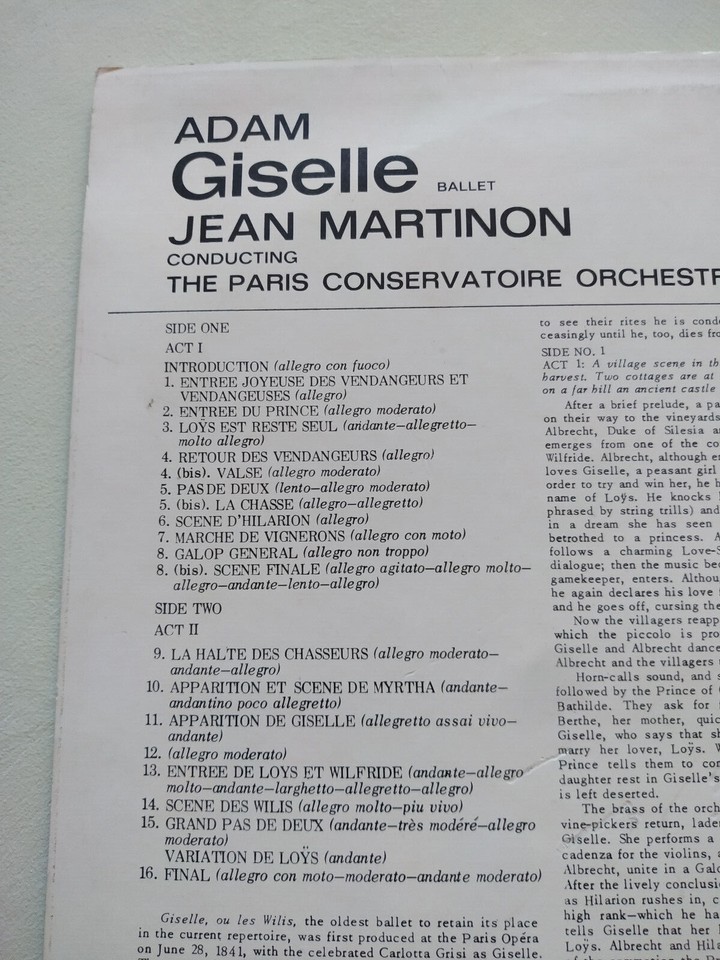 ADAM
Giselle BALLET
JEAN MARTINON
CONDUCTING
THE PARIS CONSERVATOIRE ORCHESTR
SIDE ONE
ACT I
INTRODUCTION (allegro con fuoco)
1. ENTREE JOYEUSE DES VENDANGEURS ET
VENDANGEUSES (allegro)
2. ENTREE DU PRINCE (allegro moderato)
3. LOŸS EST RESTE SEUL (andante—allegretto—
molto allegro)
4. RETOUR DES VENDANGEURS (allegro)
4. (bis). VALSE (allegro moderato)
5. PAS DE DEUX (lento—allegro moderato)
5. (bis). LA CHASSE (allegro—allegretto)
6. SCENE D'HILARION (allegro)
7. MARCHE DE VIGNERONS (allegro con moto)
8. GALOP GENERAL (allegro non troppo)
8. (bis). SCENE FINALE (allegro agitato—allegro molto—
allegro—andante—lento—allegro)
SIDE TWO
ACT II
9. LA HALTE DES CHASSEURS (allegro moderato—
andante—allegro)
10. APPARITION ET SCENE DE MYRTHA (andante—
andantino poco allegretto)
11. APPARITION DE GISELLE (allegretto assai vivo—
andante)
12. (allegro moderato)
13. ENTREE DE LOYS ET WILFRIDE (andante—allegro
molto—andante—larghetto—allegretto—allegro)
14. SCENE DES WILIS (allegro molto—piu vivo)
15. GRAND PAS DE DEUX (andante—très modéré—allegro
moderato)
VARIATION DE LOŸS (andante)
16. FINAL (allegro con moto—moderato—andante moderato)
Giselle, ou les Wilis, the oldest ballet to retain its place
in the current repertoire, was first produced at the Paris Opéra
on June 28, 1841, with the celebrated Carlotta Grisi as Giselle.
to see their rites he is cond
ceasingly until he, too, dies fro
SIDE NO. 1
ACT 1: A village scene in th
harvest. Two cottages are at
on a far hill an ancient castle
After a brief prelude, a pa
on their way to the vineyards
Albrecht, Duke of Silesia a
emerges from one of the co
Wilfride. Albrecht, although e
loves Giselle, a peasant girl
order to try and win her, he h
name of Loÿs. He knocks
phrased by string trills) and
in a dream she has seen
betrothed to a princess. A
follows a charming Love-S
dialogue; then the music bec
gamekeeper, enters. Althou
he again declares his love
and he goes off, cursing the
Now the villagers reapp
which the piccolo is pro
Giselle and Albrecht dance
Albrecht and the villagers
Horn-calls sound, and s
followed by the Prince of
Bathilde. They ask for
Berthe, her mother, quic
Giselle, who says that sh
marry her lover, Loÿs. W
Prince tells them to con
daughter rest in Giselle's
is left deserted.
The brass of the orch
vine-pickers return, lade
Giselle. She performs a
cadenza for the violins, a
Albrecht, unite in a Galo
After the lively conclusi
as Hilarion rushes in, c
high rank—which he ha
tells Giselle that her
Loÿs. Albrecht and Hila